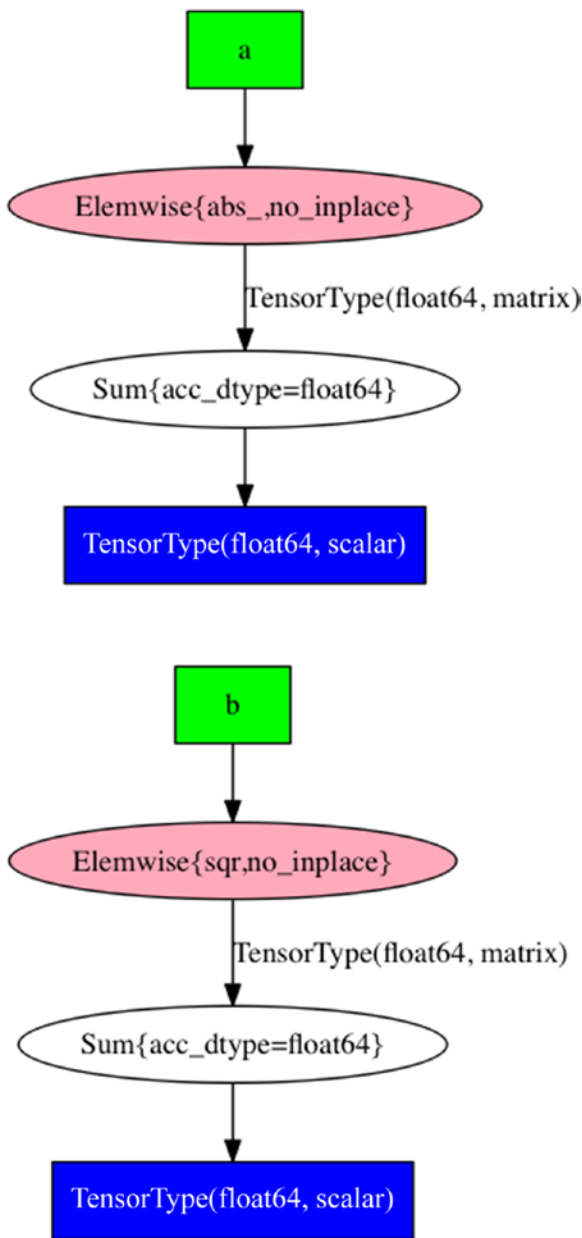 a
Elemwise{abs_,no_inplace}
TensorType(float64, matrix)
Sum{acc_dtype=float64}
TensorType(float64, scalar)
b
Elemwise{sqr,no_inplace}
TensorType(float64, matrix)
Sum{acc_dtype=float64}
TensorType(float64, scalar)